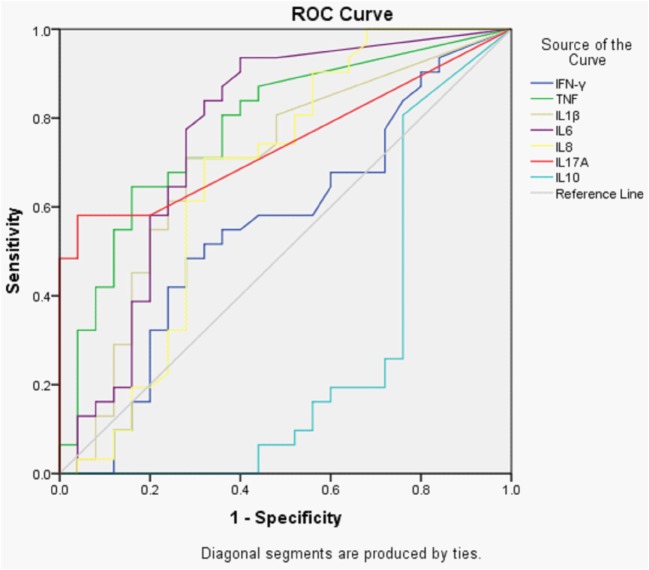 ROC Curve
Sensitivity
1.0
0.8
0.6
0.4
0.2
0.0
0.0 0.2 0.4 0.6 0.8 1.0
1 - Specificity
Source of the
Curve
IFN-γ
TNF
IL1β
IL6
IL8
IL17A
IL10
Reference Line
Diagonal segments are produced by ties.